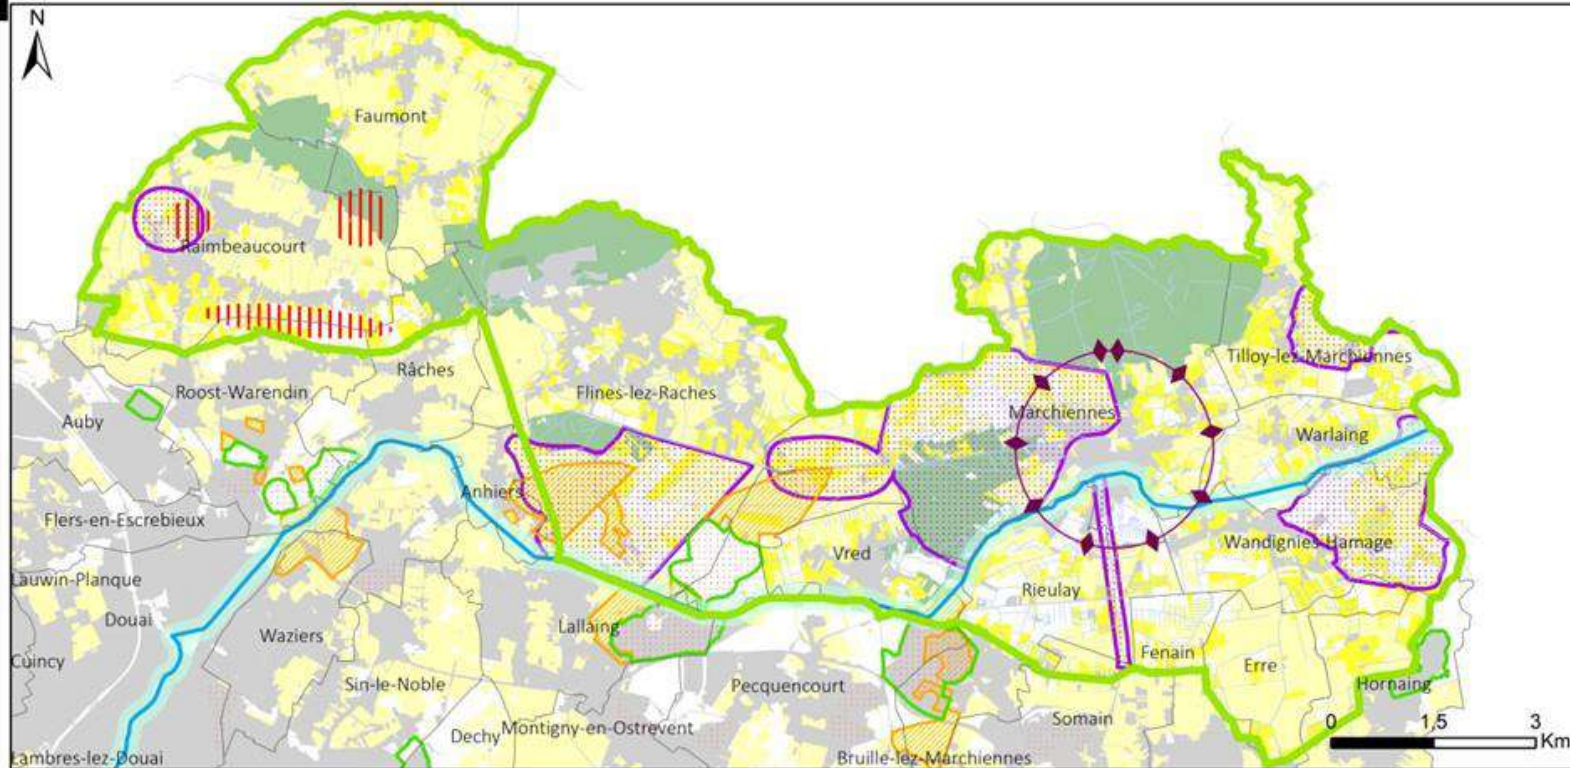 N
Faumont
Raimbeaucourt
Râches
Tilloy-lez-Marchiennes
Roost-Warendin
Flines-lez-Raches
Auby
Marchiennes
Warlaing
Anhiers
Flers-en-Escrebieux
Wandignies-Hamage
Vred
Lauwin-Planque
Rieulay
Douai
Lallaing
Waziers
Fenain
Cuincy
Erre
Sin-le-Noble
Pecquencourt
Hornaing
Somain
0 1,5 3
Montigny-en-Ostrevent
Dechy
Km
Lambres-lez-Douai
Bruille-lez-Marchiennes